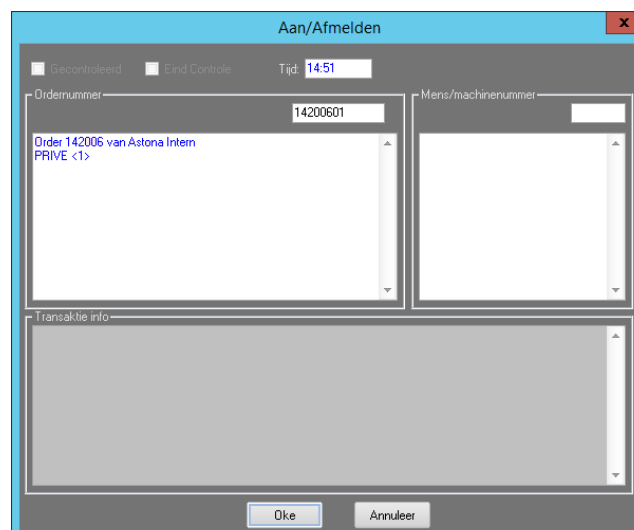 Aan/Afmelden
x
Gecontroleerd Eind Controle Tijd: 14:51
Ordernummer
14200601
Order 142006 van Astona Intern
PRIVE <1>
Mens/machinenummer
Transaktie info
Oke Annuleer